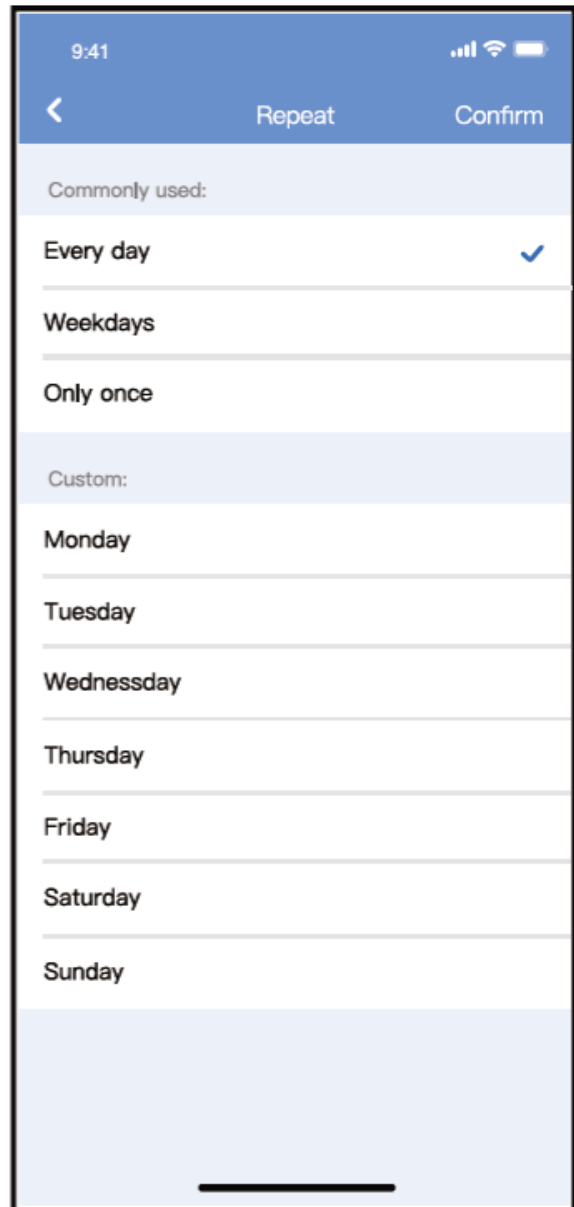 9:41
Repeat Confirm
Commonly used:
Every day
Weekdays
Only once
Custom:
Monday
Tuesday
Wednessday
Thursday
Friday
Saturday
Sunday